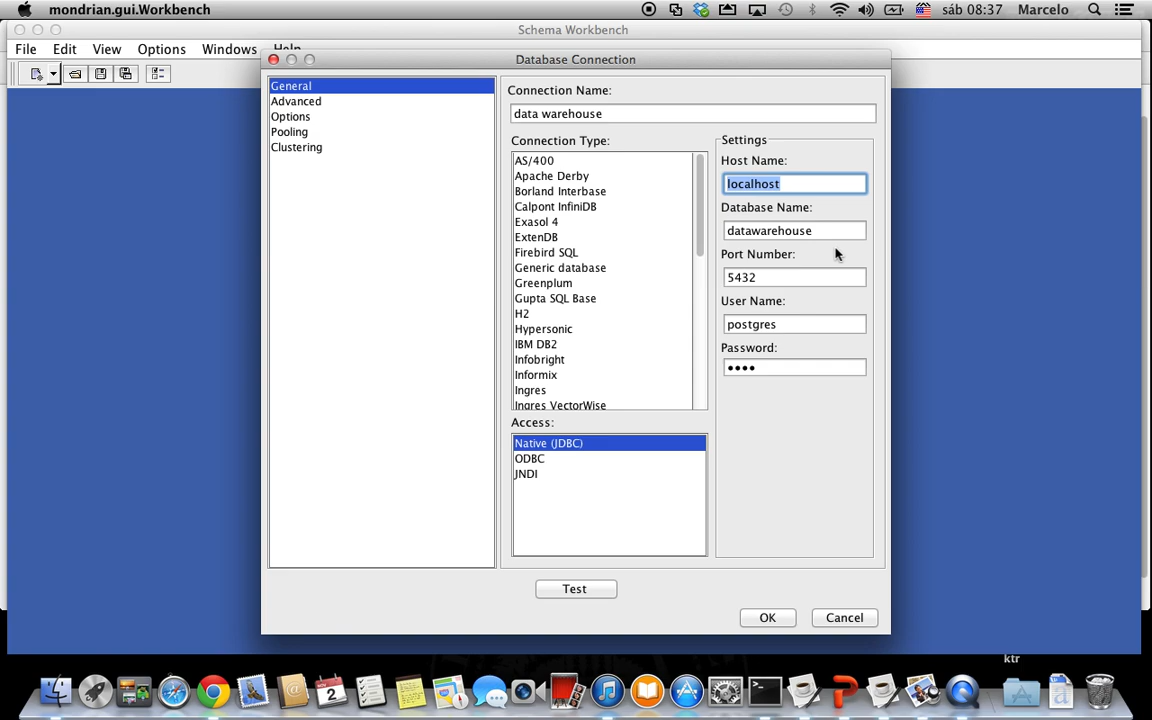 mondrian.gui.Workbench
sáb 08:37 Marcelo
Schema Workbench
File Edit View Options Windows Help
Database Connection
General
Advanced
Options
Pooling
Clustering
Connection Name:
data warehouse
Connection Type:
AS/400
Apache Derby
Borland Interbase
Calpont InfiniDB
Exasol 4
ExtenDB
Firebird SQL
Generic database
Greenplum
Gupta SQL Base
H2
Hypersonic
IBM DB2
Infobright
Informix
Ingres
Ingres VectorWise
Access:
Native (JDBC)
ODBC
JNDI
Settings
Host Name:
localhost
Database Name:
datawarehouse
Port Number:
5432
User Name:
postgres
Password:
••••
Test
OK Cancel
ktr
2